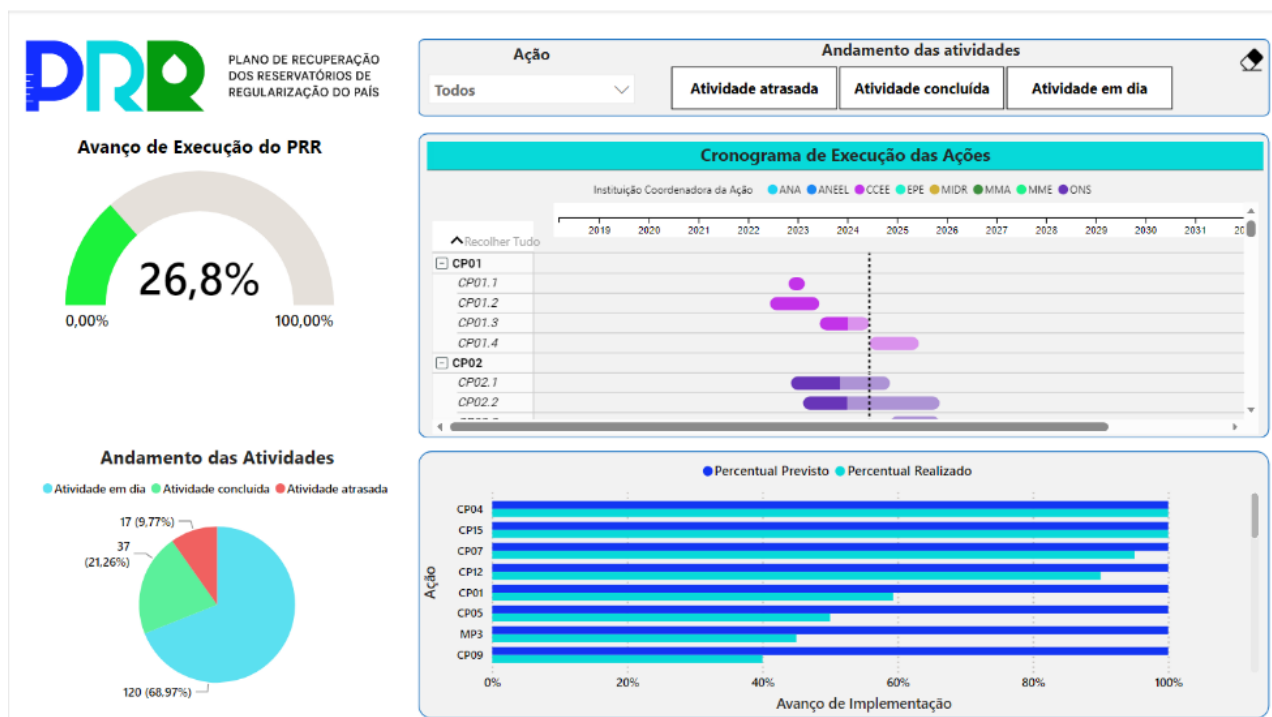 PRR
PLANO DE RECUPERAÇÃO
DOS RESERVATÓRIOS DE
REGULARIZAÇÃO DO PAÍS
Ação
Todos
Andamento das atividades
Atividade atrasada
Atividade concluída
Atividade em dia
Avanço de Execução do PRR
26,8%
0,00%
100,00%
Cronograma de Execução das Ações
Instituição Coordenadora da Ação ANA ANEEL CCEE EPE MIDR MMA MME ONS
2019 2020 2021 2022 2023 2024 2025 2026 2027 2028 2029 2030 2031
Recolher Tudo
CP01
CP01.1
CP01.2
CP01.3
CP01.4
CP02
CP02.1
CP02.2
Andamento das Atividades
Atividade em dia Atividade concluída Atividade atrasada
17 (9,77%)
37
(21,26%)
120 (68,97%)
Percentual Previsto Percentual Realizado
Ação
CP04
CP15
CP07
CP12
CP01
CP05
MP3
CP09
0% 20% 40% 60% 80% 100%
Avanço de Implementação